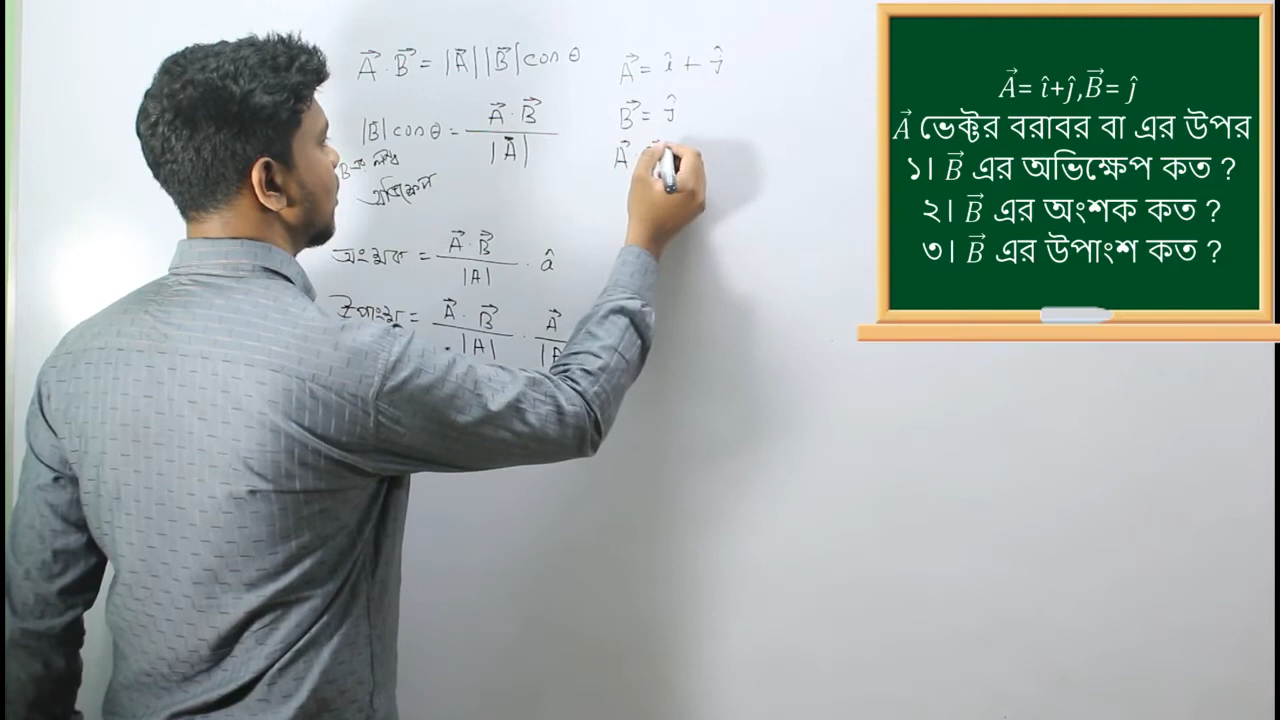 A⃗ . B⃗ = |A⃗| |B⃗| cos θ
|B⃗| cos θ = A⃗ . B⃗ / |A⃗|
অভিক্ষেপ
অংশক = A⃗ . B⃗ / |A| . â
উপাংশ = A⃗ . B⃗ / |A| . A⃗ / |A
A⃗ = î + ĵ
B⃗ = ĵ
A⃗
A⃗= î+ĵ,B⃗= ĵ
A⃗ ভেক্টর বরাবর বা এর উপর
১। B⃗ এর অভিক্ষেপ কত ?
২। B⃗ এর অংশক কত ?
৩। B⃗ এর উপাংশ কত ?